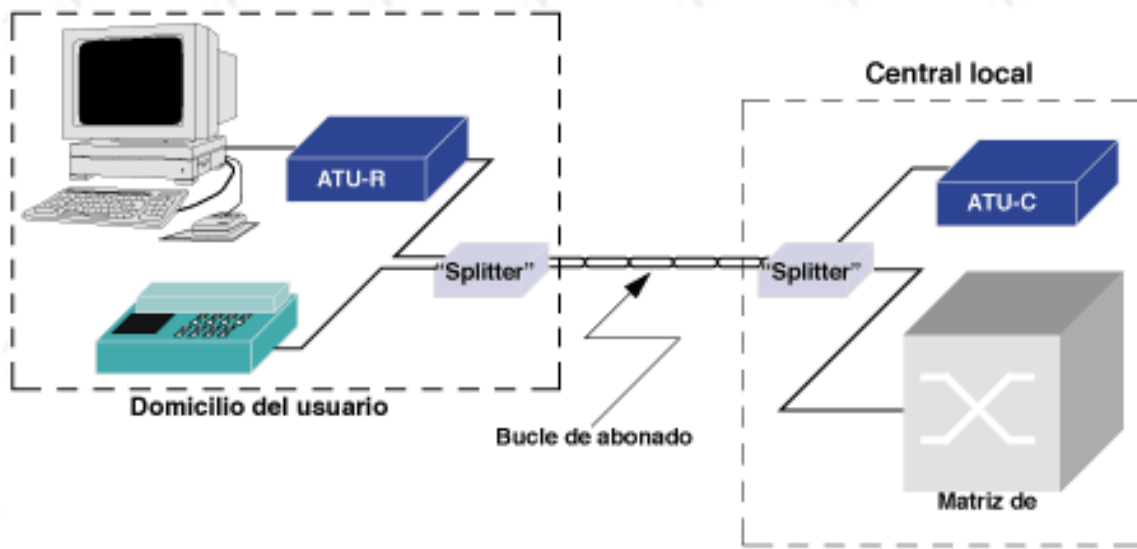 Central local
ATU-R
ATU-C
"Splitter"
"Splitter"
Domicilio del usuario
Bucle de abonado
Matriz de